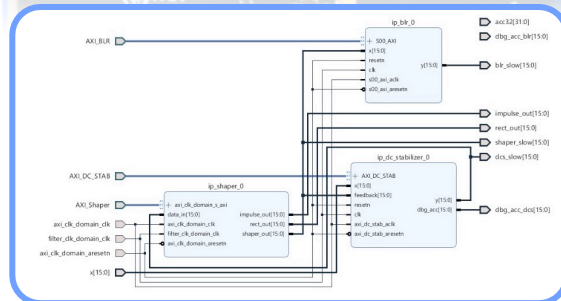 ip_blr_0
AXI_BLR
S00_AXI
x[15:0]
resetn
clk
s00_axi_aclk
s00_axi_aresetn
y[15:0]
acc32[31:0]
dbg_acc_blr[15:0]
blr_slow[15:0]
impulse_out[15:0]
rect_out[15:0]
shaper_slow[15:0]
dcs_slow[15:0]
ip_dc_stabilizer_0
AXI_DC_STAB
AXI_DC_STAB
x[15:0]
feedback[15:0]
resetn
clk
axi_dc_stab_aclk
axi_dc_stab_aresetn
y[15:0]
dbg_acc[15:0]
dbg_acc_dcs[15:0]
ip_shaper_0
AXI_Shaper
axi_clk_domain_clk
filter_clk_domain_clk
axi_clk_domain_aresetn
x[15:0]
axi_clk_domain_s_axi
data_in[15:0]
axi_clk_domain_clk
filter_clk_domain_clk
axi_clk_domain_aresetn
impulse_out[15:0]
rect_out[15:0]
shaper_out[15:0]